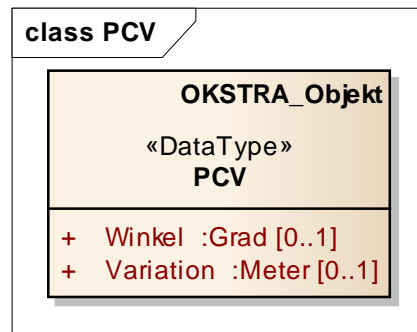 class PCV
OKSTRA_Objekt
«DataType»
PCV
+ Winkel :Grad [0..1]
+ Variation :Meter [0..1]